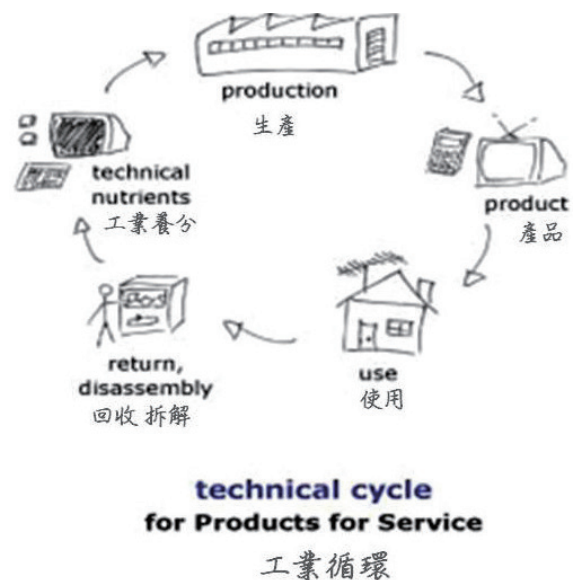 production
生產
product
產品
use
使用
return,
disassembly
回收 拆解
technical
nutrients
工業養分
technical cycle
for Products for Service
工業循環